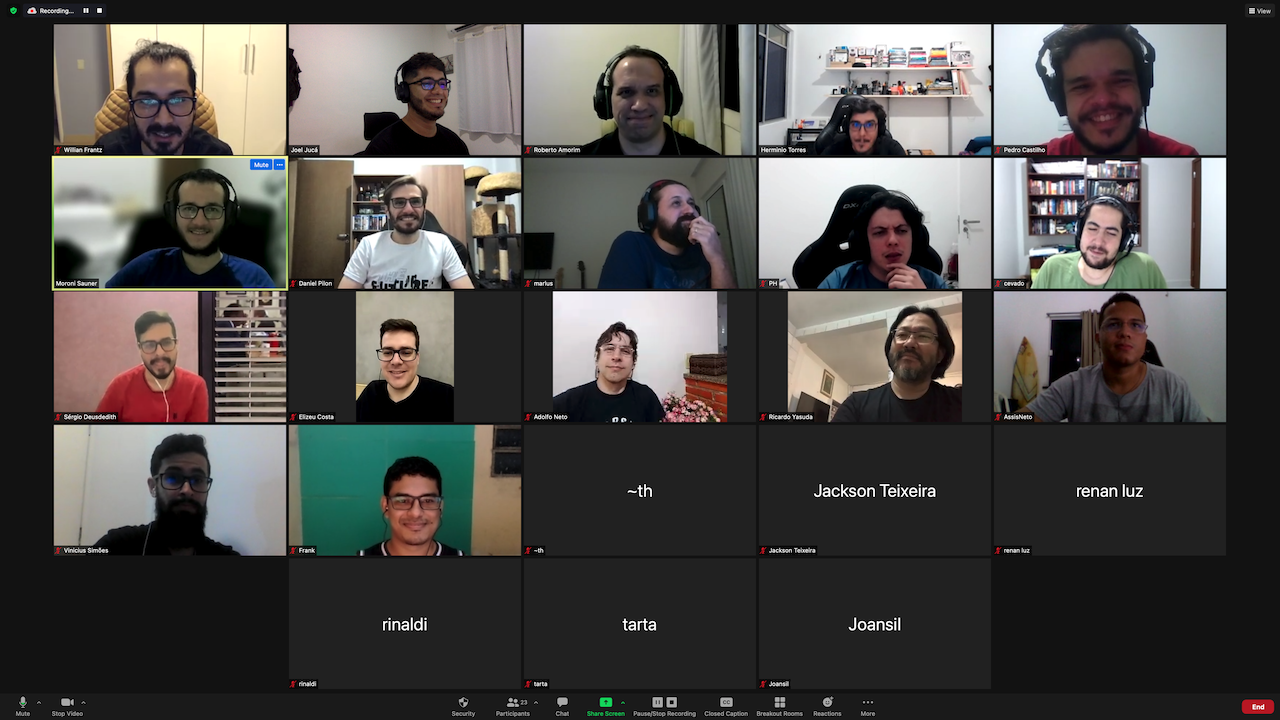 Recording...
View
Willian Frantz
Joel Jucá
Roberto Amorim
Herminio Torres
Pedro Castilho
Mute
Moroni Sauner
Daniel Pilon
marius
PH
cevado
Sérgio Deusdedith
Elizeu Costa
Adolfo Neto
Ricardo Yasuda
AssisNeto
Vinicius Simões
Frank
~th
~th
Jackson Teixeira
Jackson Teixeira
renan luz
renan luz
rinaldi
rinaldi
tarta
tarta
Joansil
Joansil
Mute
Stop Video
Security
Participants
23
Chat
Share Screen
Pause/Stop Recording
CC
Closed Caption
Breakout Rooms
Reactions
More
End